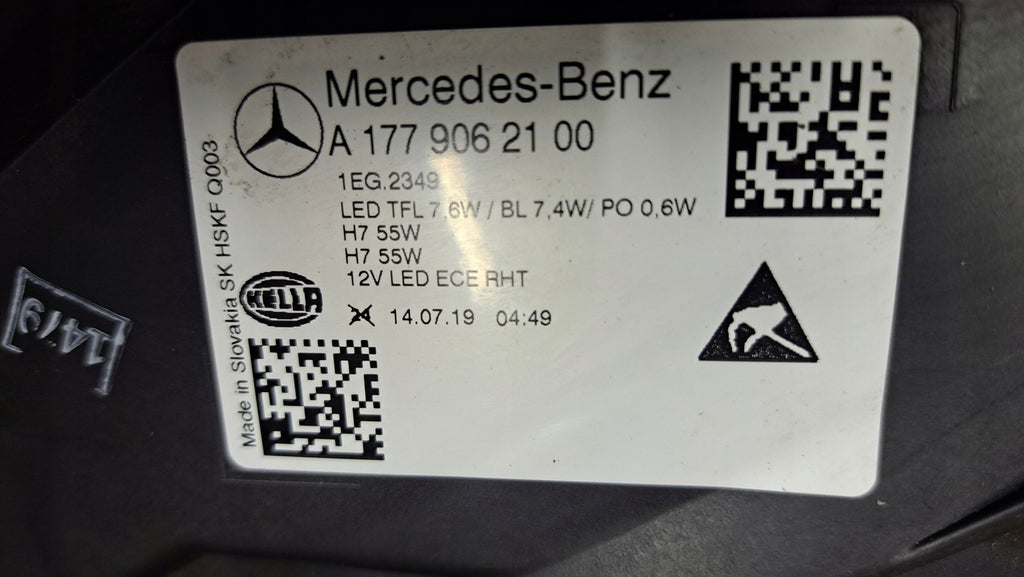 Mercedes-Benz
A 177 906 21 00
1EG.2349
LED TFL 7,6W / BL 7,4W/ PO 0,6W
H7 55W
H7 55W
12V LED ECE RHT
HELLA
14.07.19 04:49
Made in Slovakia SK HSKF Q003